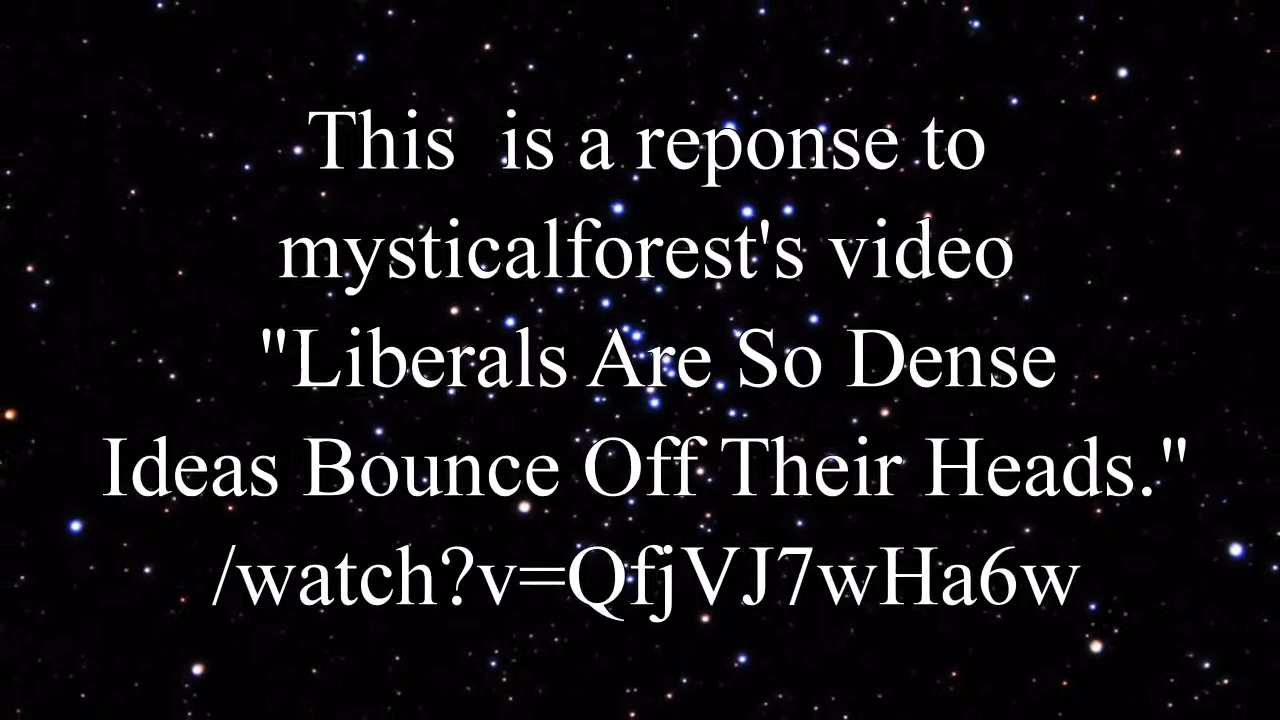 This  is a reponse to
mysticalforest's video
"Liberals Are So Dense
Ideas Bounce Off Their Heads."
/watch?v=QfjVJ7wHa6w